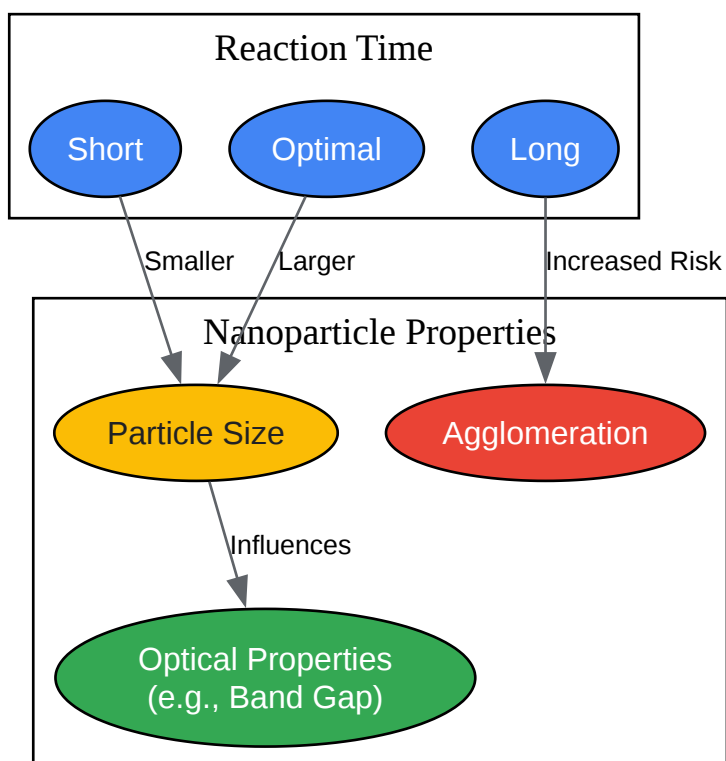 Reaction Time
Short
Optimal
Long
Smaller
Larger
Increased Risk
Nanoparticle Properties
Particle Size
Agglomeration
Influences
Optical Properties
(e.g., Band Gap)